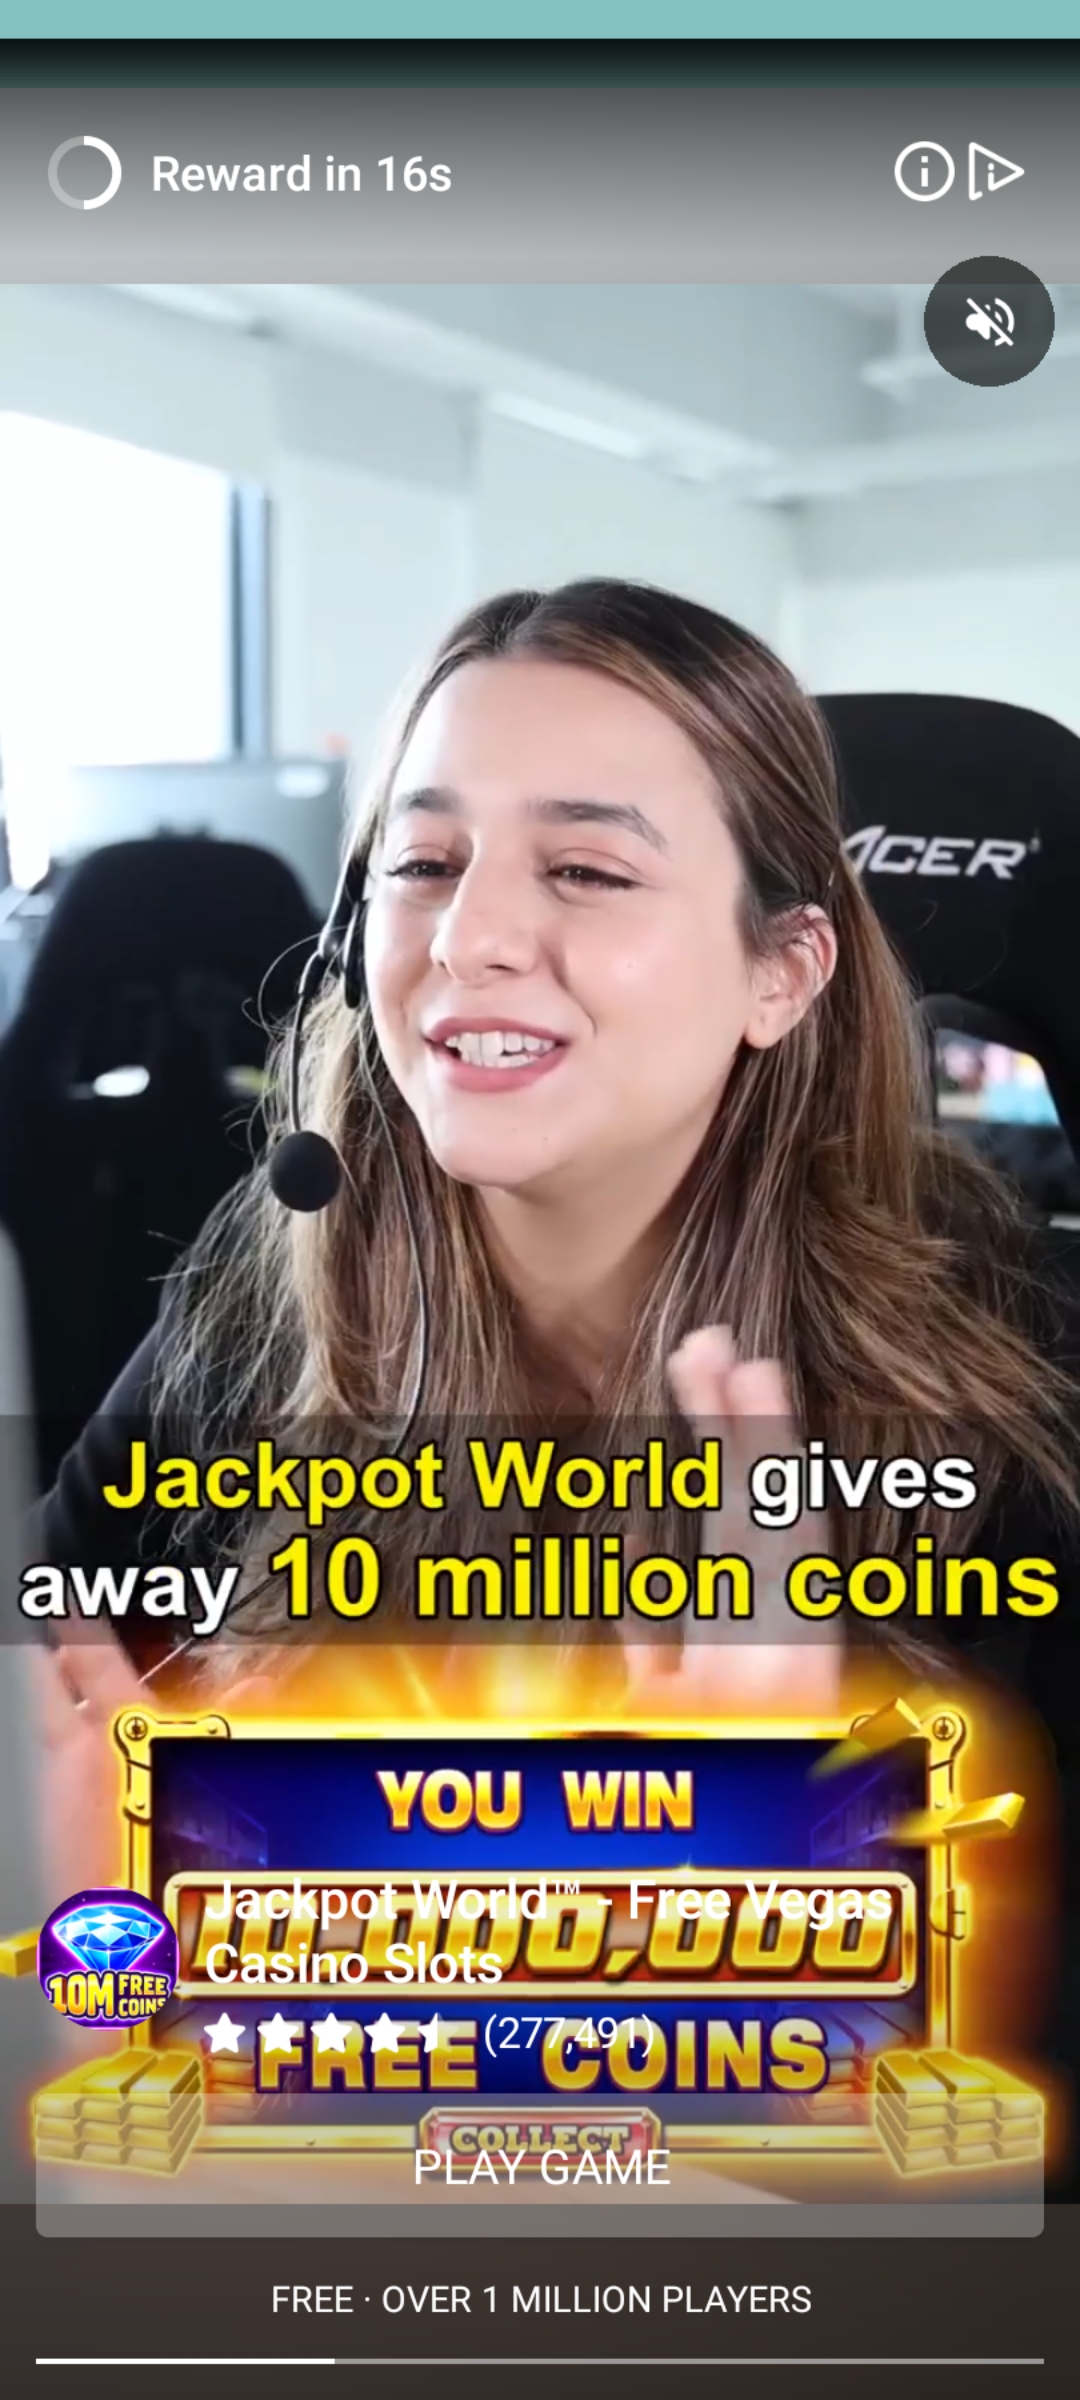 Reward in 16s
ACER
Jackpot World gives
away 10 million coins
YOU WIN
10,000,000
Jackpot World™ - Free Vegas
Casino Slots
10M FREE
COINS
(277,491)
FREE COINS
COLLECT
PLAY GAME
FREE · OVER 1 MILLION PLAYERS